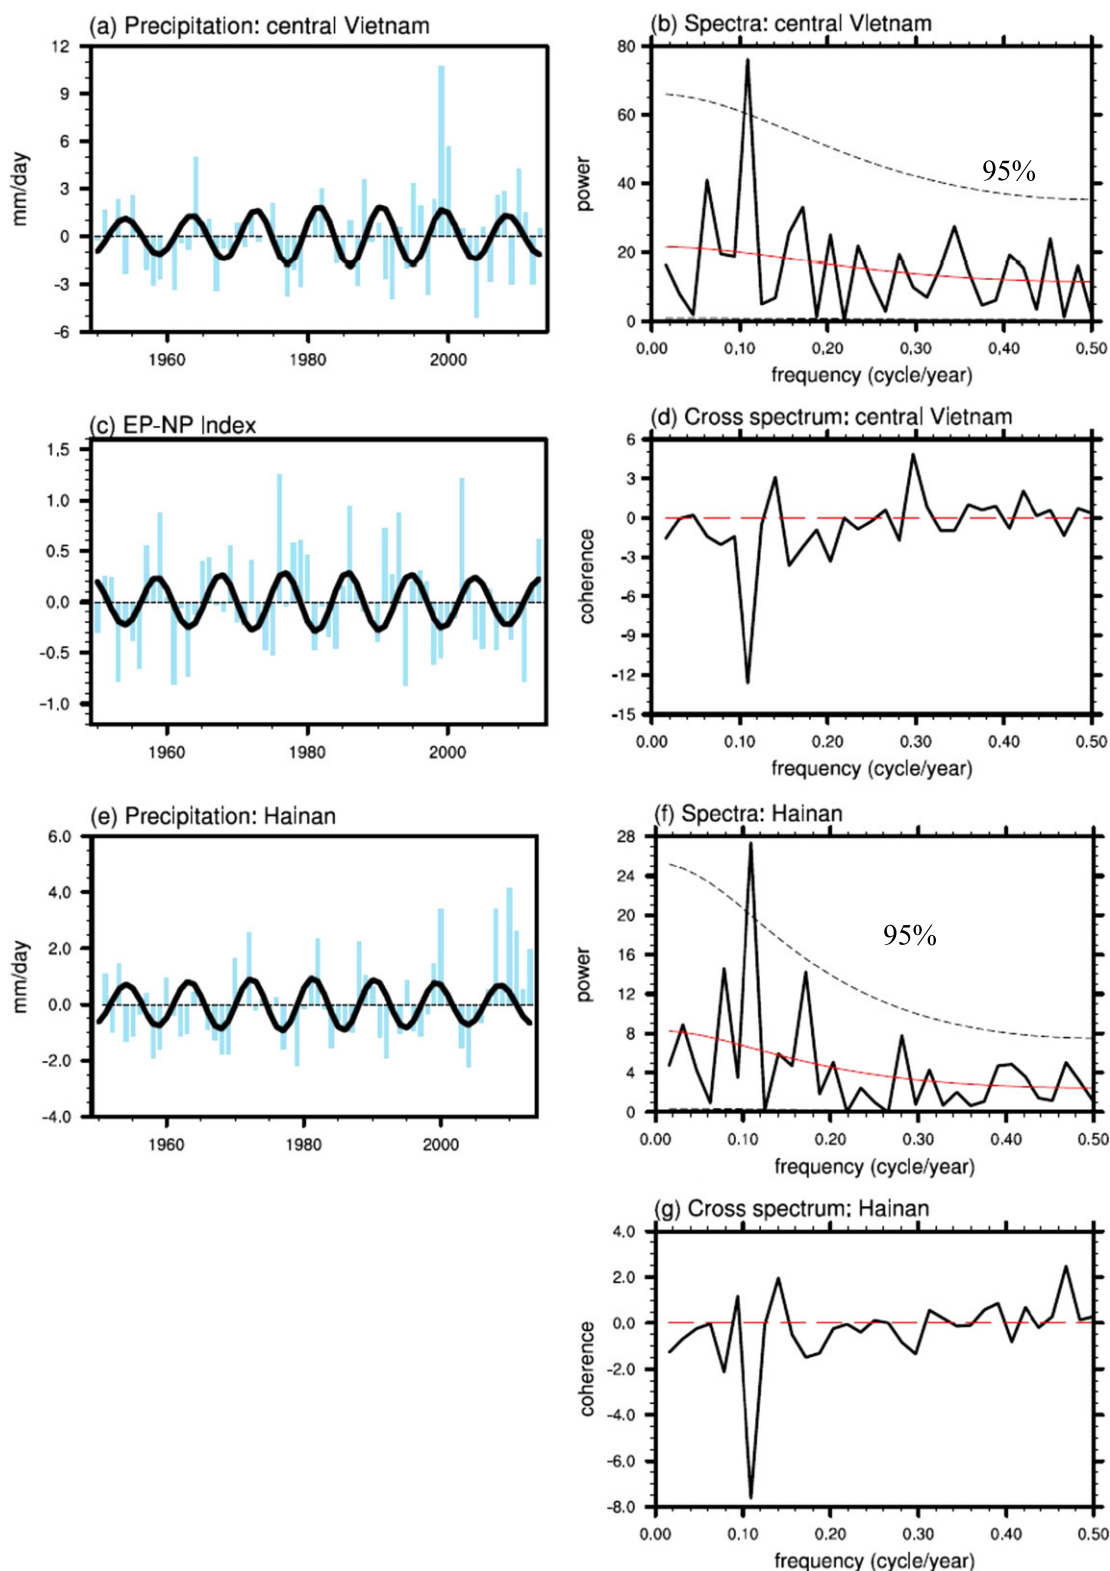 (a) Precipitation: central Vietnam
12
9
6
3
0
-3
-6
mm/day
1960 1980 2000
(b) Spectra: central Vietnam
80
60
40
20
0
power
95%
0.00 0.10 0.20 0.30 0.40 0.50
frequency (cycle/year)
(c) EP-NP Index
1.5
1.0
0.5
0.0
-0.5
-1.0
1960 1980 2000
(d) Cross spectrum: central Vietnam
6
3
0
-3
-6
-9
-12
-15
coherence
0.00 0.10 0.20 0.30 0.40 0.50
frequency (cycle/year)
(e) Precipitation: Hainan
6.0
4.0
2.0
0.0
-2.0
-4.0
mm/day
1960 1980 2000
(f) Spectra: Hainan
28
24
20
16
12
8
4
0
power
95%
0.00 0.10 0.20 0.30 0.40 0.50
frequency (cycle/year)
(g) Cross spectrum: Hainan
4.0
2.0
0.0
-2.0
-4.0
-6.0
-8.0
coherence
0.00 0.10 0.20 0.30 0.40 0.50
frequency (cycle/year)